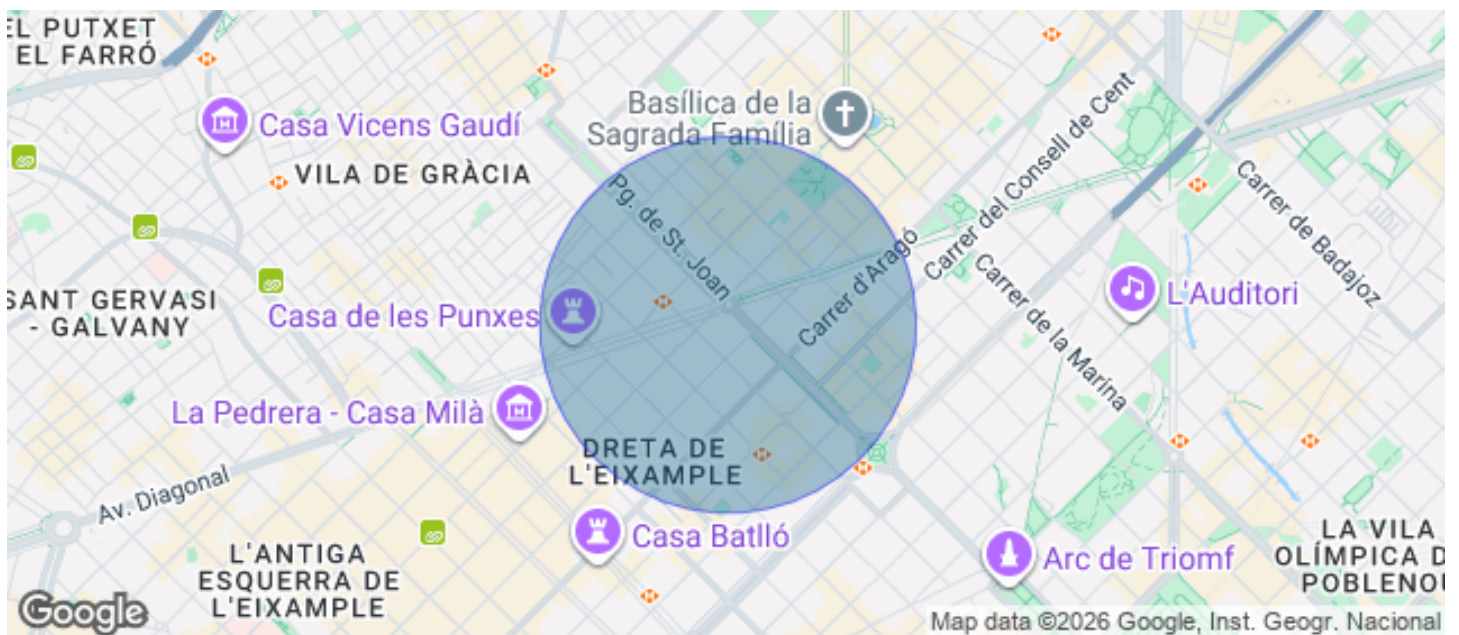 EL PUTXET
EL FARRÓ
Casa Vicens Gaudí
VILA DE GRÀCIA
Basílica de la
Sagrada Família
Carrer del Consell de Cent
Carrer de Badajoz
Pg. de St. Joan
Carrer d'Aragó
SANT GERVASI
- GALVANY
Casa de les Punxes
L'Auditori
Carrer de la Marina
La Pedrera - Casa Milà
DRETA DE
L'EIXAMPLE
Av. Diagonal
Casa Batlló
L'ANTIGA
ESQUERRA DE
L'EIXAMPLE
Arc de Triomf
LA VILA
OLÍMPICA D
POBLENOU
Google
Map data ©2026 Google, Inst. Geogr. Nacional